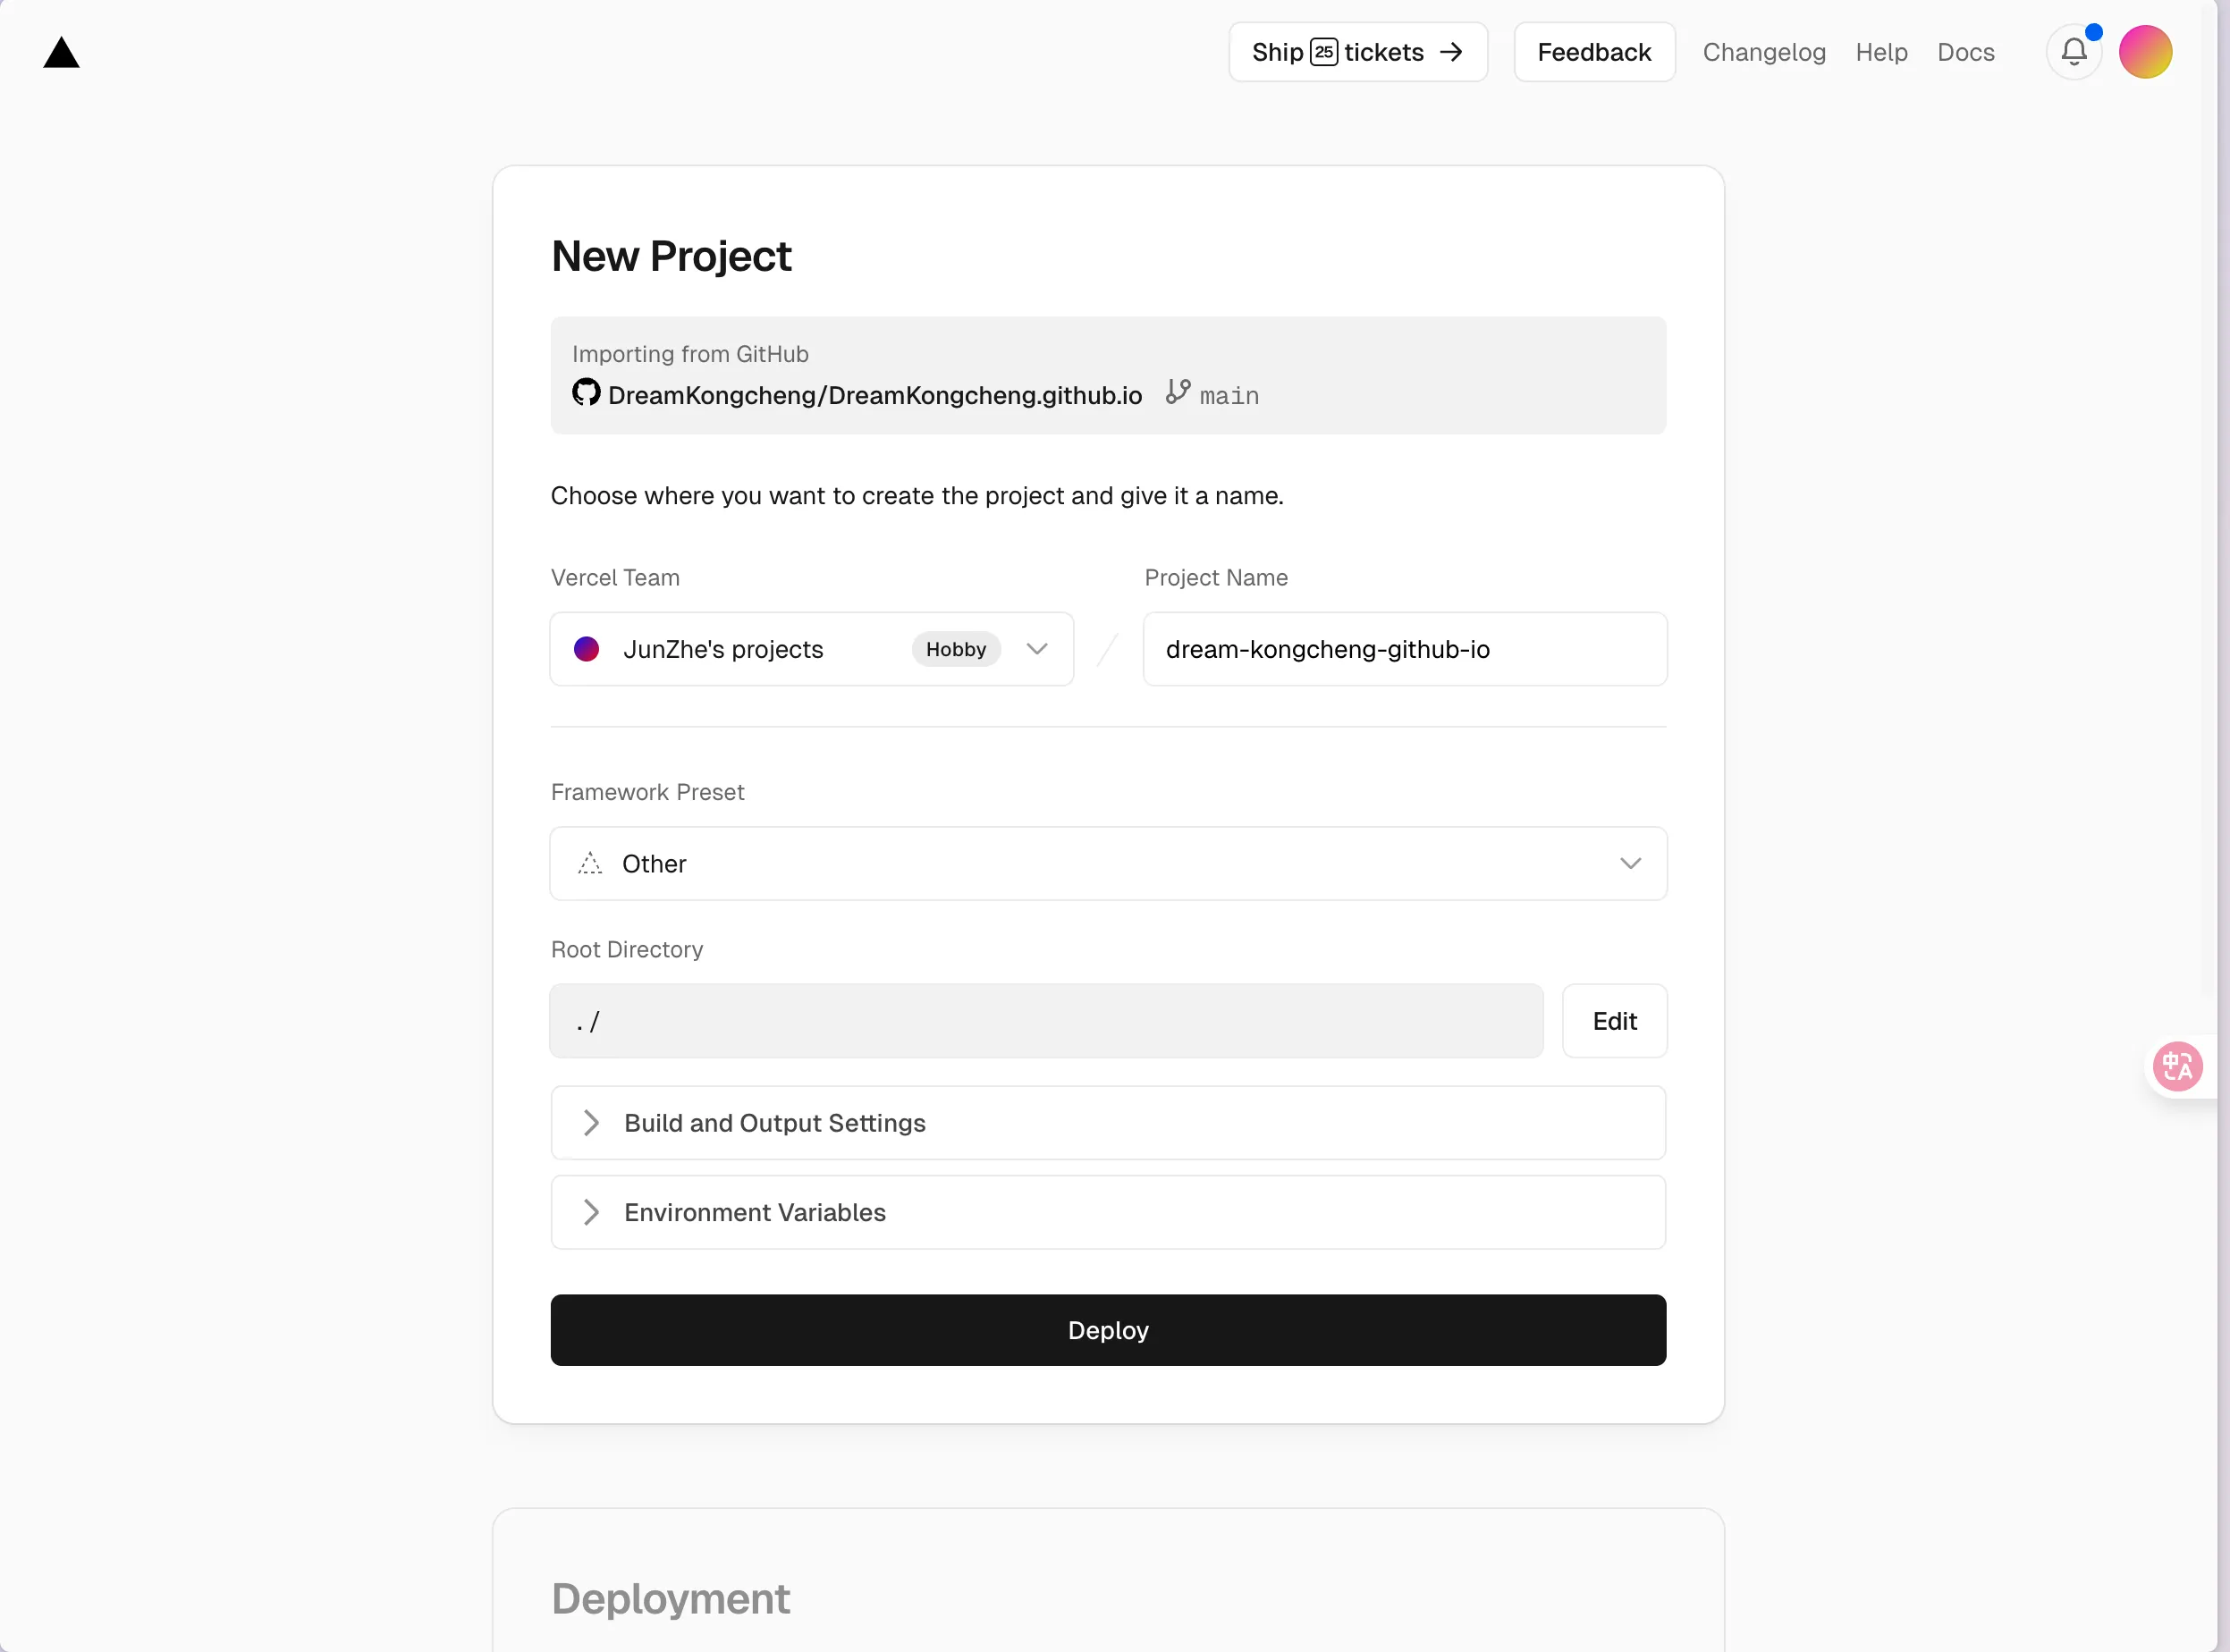 Ship 25 tickets → Feedback Changelog Help Docs
New Project
Importing from GitHub
DreamKongcheng/DreamKongcheng.github.io main
Choose where you want to create the project and give it a name.
Vercel Team
JunZhe's projects Hobby
/
Project Name
dream-kongcheng-github-io
Framework Preset
Other
Root Directory
./
Edit
Build and Output Settings
Environment Variables
Deploy
Deployment
中A